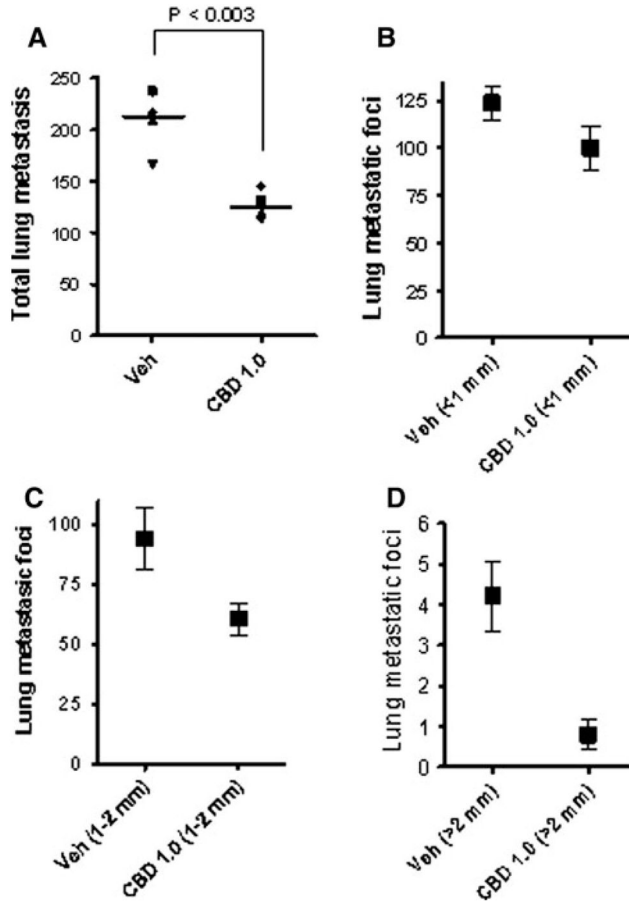 P < 0.003
A
Total lung metastasis
250
200
150
100
50
0
Veh
CBD 1.0
B
Lung metastatic foci
125
100
75
50
25
0
Veh (<1 mm)
CBD 1.0 (<1 mm)
C
Lung metastasic foci
100
75
50
25
0
Veh (1-2 mm)
CBD 1.0 (1-2 mm)
D
Lung metastatic foci
6
5
4
3
2
1
0
Veh (>2 mm)
CBD 1.0 (>2 mm)